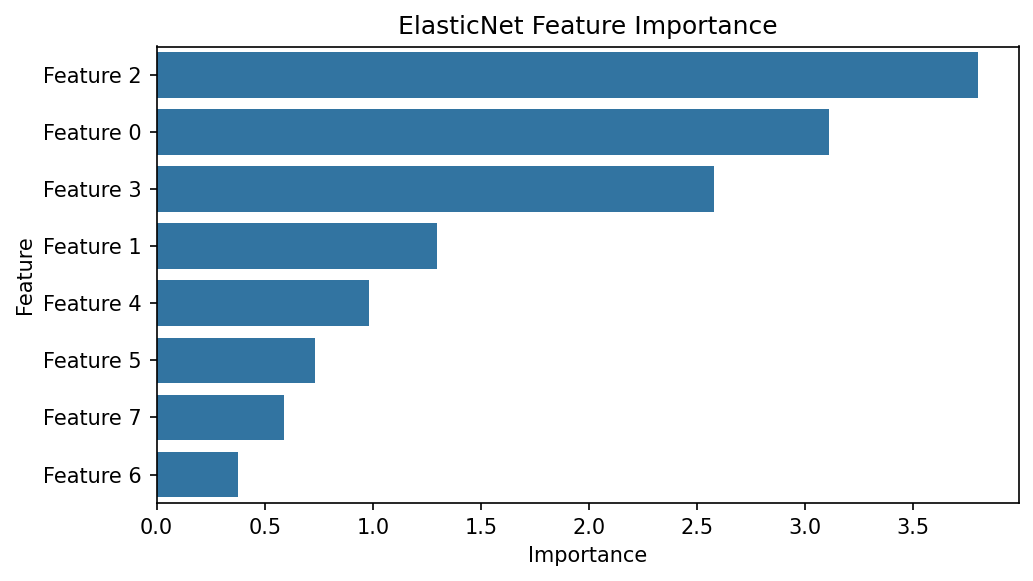 ElasticNet Feature Importance
Feature
Feature 2
Feature 0
Feature 3
Feature 1
Feature 4
Feature 5
Feature 7
Feature 6
0.0 0.5 1.0 1.5 2.0 2.5 3.0 3.5
Importance